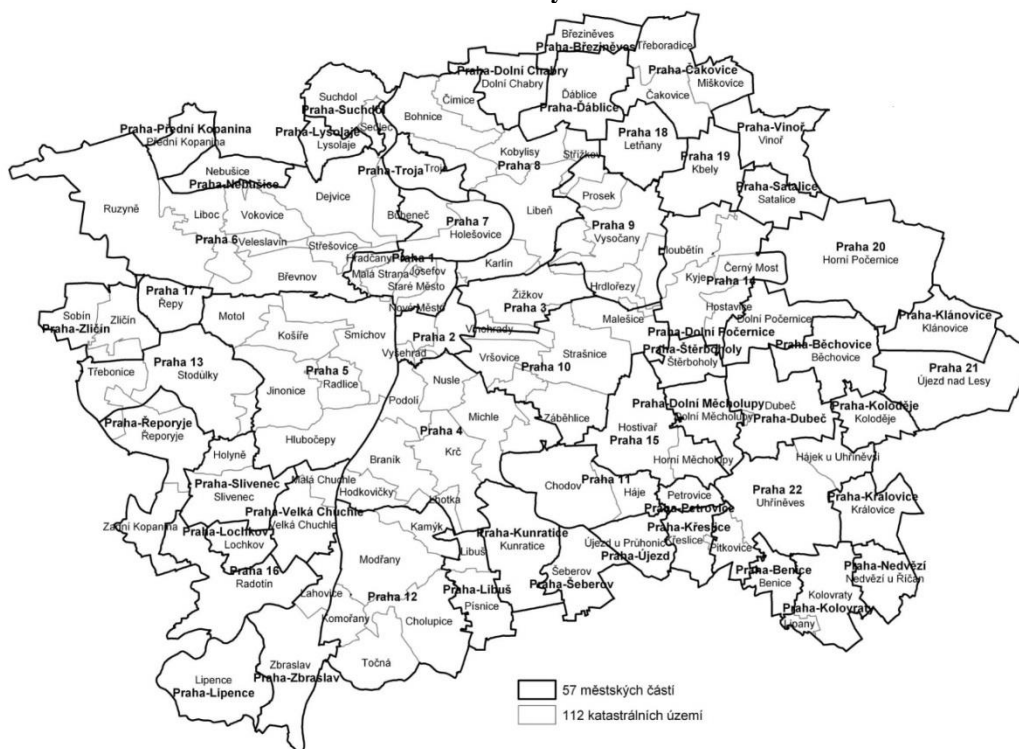 Březiněves
Praha-Březiněves
Třeboradice
Praha-Dolní Chabry
Dolní Chabry
Praha-Čakovice
Čakovice
Miškovice
Ďáblice
Praha-Ďáblice
Suchdol
Praha-Suchdol
Sedlec
Čimice
Bohnice
Praha-Lysolaje
Lysolaje
Praha-Přední Kopanina
Přední Kopanina
Praha 18
Letňany
Praha-Vinoř
Vinoř
Kobylisy
Střížkov
Praha 8
Praha 19
Kbely
Praha-Troja
Troja
Nebušice
Praha-Nebušice
Dejvice
Praha-Satalice
Satalice
Prosek
Ruzyně
Liboc
Vokovice
Bubeneč
Praha 7
Holešovice
Libeň
Praha 9
Vysočany
Praha 6
Veleslavín
Střešovice
Hloubětín
Praha 20
Horní Počernice
Hradčany
Praha 1
Malá Strana
Josefov
Staré Město
Karlín
Břevnov
Kyje
Černý Most
Praha 14
Hrdlořezy
Praha 17
Řepy
Motol
Nové Město
Žižkov
Praha 3
Malešice
Hostavice
Dolní Počernice
Praha-Klánovice
Klánovice
Sobín
Zličín
Praha-Zličín
Košíře
Smíchov
Praha 2
Vinohrady
Vyšehrad
Praha-Dolní Počernice
Praha-Štěrboholy
Štěrboholy
Praha-Běchovice
Běchovice
Praha 13
Stodůlky
Třebonice
Jinonice
Praha 5
Radlice
Vršovice
Strašnice
Praha 10
Praha 21
Újezd nad Lesy
Nusle
Podolí
Michle
Záběhlice
Praha-Dolní Měcholupy
Dolní Měcholupy
Dubeč
Praha-Dubeč
Praha-Koloděje
Koloděje
Praha-Řeporyje
Řeporyje
Hlubočepy
Praha 4
Krč
Hostivař
Praha 15
Horní Měcholupy
Hájek u Uhříněvsi
Holyně
Braník
Praha-Slivenec
Slivenec
Malá Chuchle
Hodkovičky
Lhotka
Chodov
Praha 11
Háje
Petrovice
Praha-Petrovice
Praha 22
Uhříněves
Praha-Královice
Královice
Praha-Velká Chuchle
Velká Chuchle
Zadní Kopanina
Praha-Lochkov
Lochkov
Kamýk
Libuš
Praha-Kunratice
Kunratice
Újezd u Průhonic
Praha-Újezd
Praha-Křeslice
Křeslice
Pitkovice
Modřany
Praha 16
Radotín
Praha-Libuš
Písnice
Šeberov
Praha-Šeberov
Praha-Benice
Benice
Praha-Nedvězí
Nedvězí u Říčan
Kolovraty
Praha-Kolovraty
Lipany
Lahovice
Komořany
Praha 12
Cholupice
Točná
Zbraslav
Praha-Zbraslav
Lipence
Praha-Lipence
57 městských částí
112 katastrálních území